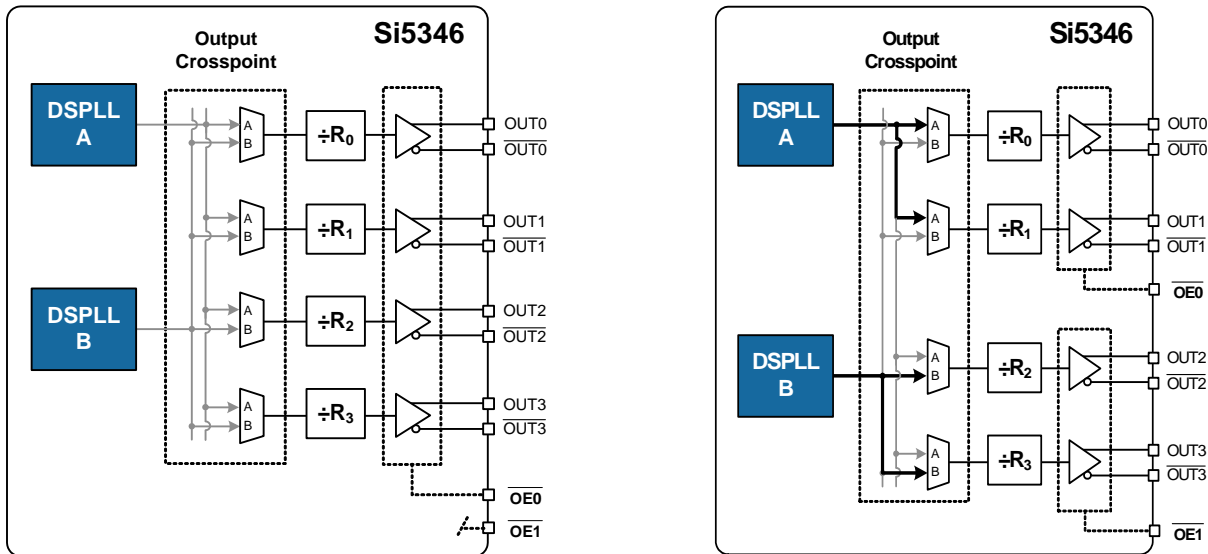 Si5346
Output
Crosspoint
DSPLL
A
A
B
÷R0
OUT0
OUT0
A
B
÷R1
OUT1
OUT1
DSPLL
B
A
B
÷R2
OUT2
OUT2
A
B
÷R3
OUT3
OUT3
OE0
OE1
Si5346
Output
Crosspoint
DSPLL
A
A
B
÷R0
OUT0
OUT0
A
B
÷R1
OUT1
OUT1
OE0
DSPLL
B
A
B
÷R2
OUT2
OUT2
A
B
÷R3
OUT3
OUT3
OE1